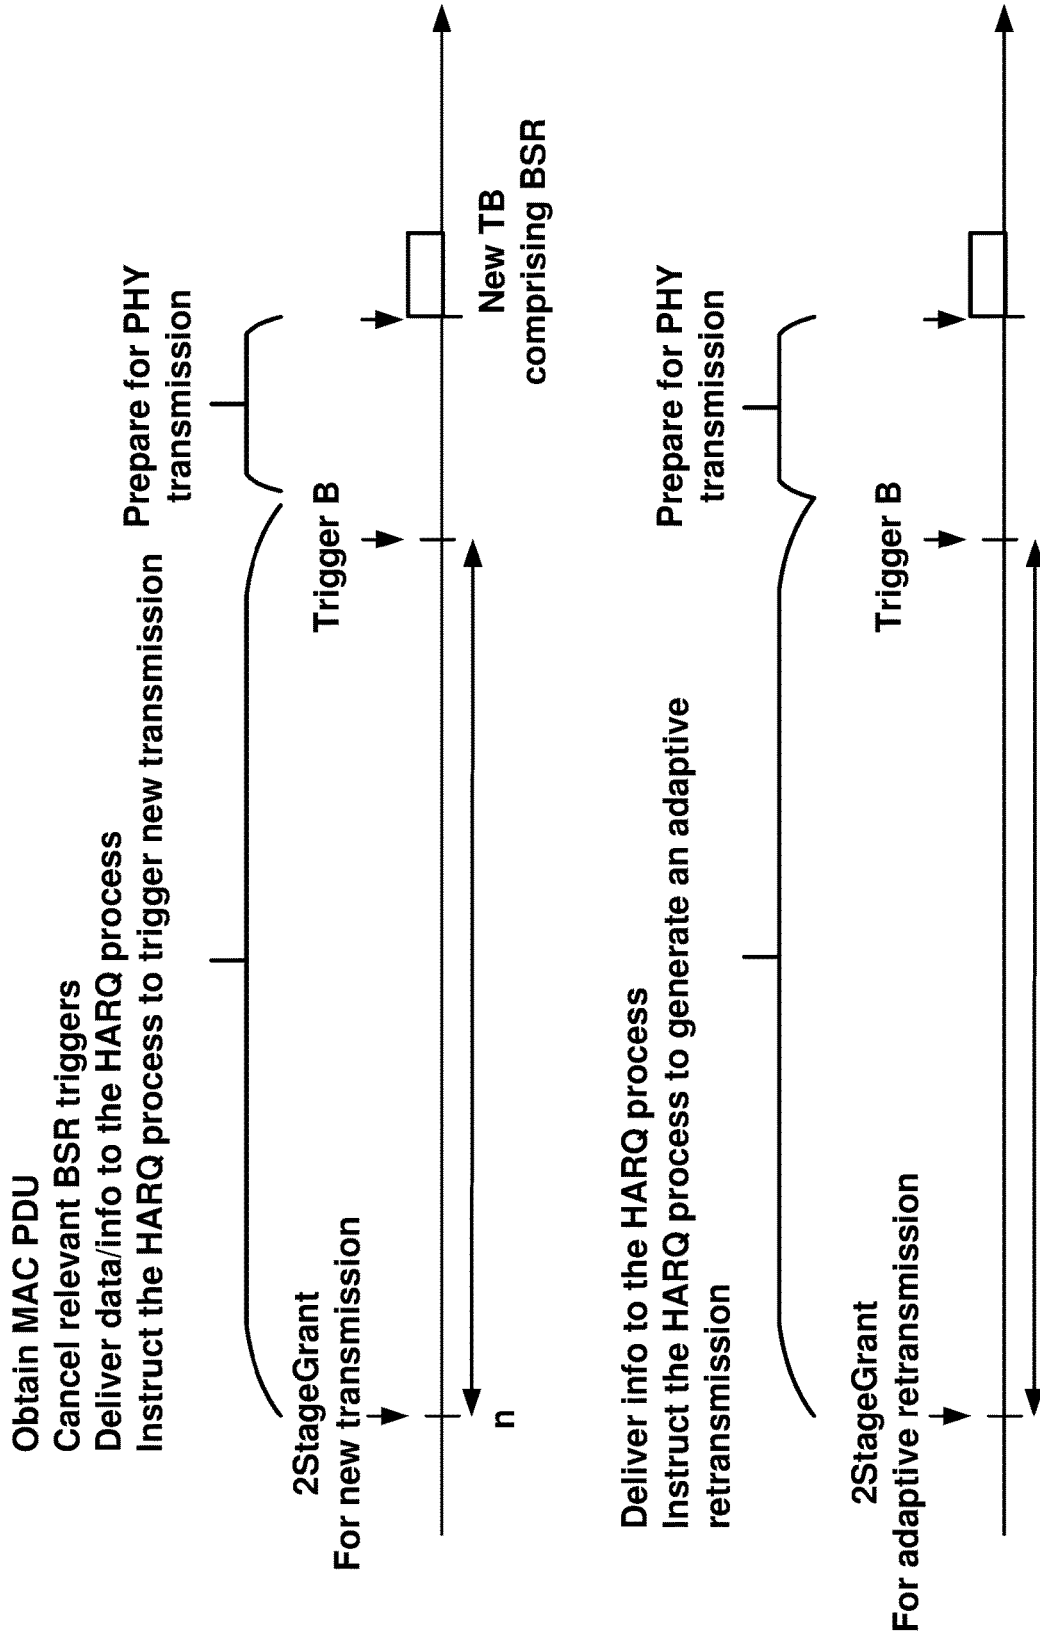 Obtain MAC PDU
Cancel relevant BSR triggers
Deliver data/info to the HARQ process
Instruct the HARQ process to trigger new transmission
Prepare for PHY
transmission
2StageGrant
For new transmission
Trigger B
n
New TB
comprising BSR
Deliver info to the HARQ process
Instruct the HARQ process to generate an adaptive
retransmission
Prepare for PHY
transmission
2StageGrant
For adaptive retransmission
Trigger B